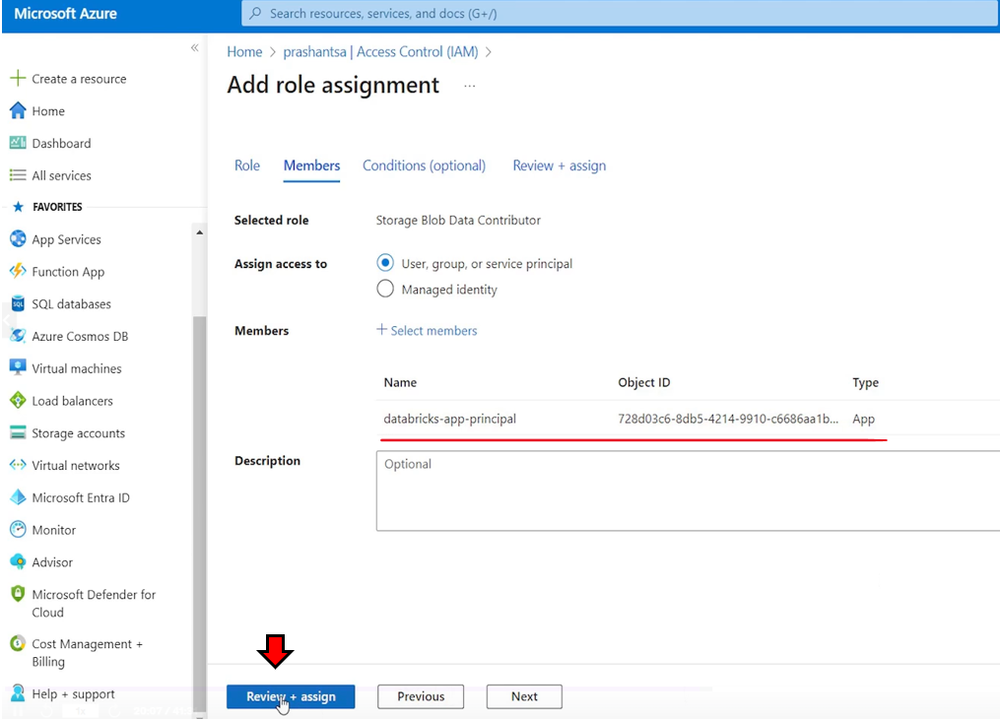 Microsoft Azure
Search resources, services, and docs (G+/)
«
Create a resource
Home
Dashboard
All services
FAVORITES
App Services
Function App
SQL databases
Azure Cosmos DB
Virtual machines
Load balancers
Storage accounts
Virtual networks
Microsoft Entra ID
Monitor
Advisor
Microsoft Defender for
Cloud
Cost Management +
Billing
Help + support
Home > prashantsa | Access Control (IAM) >
Add role assignment ...
Role Members Conditions (optional) Review + assign
Selected role Storage Blob Data Contributor
Assign access to User, group, or service principal
Managed identity
Members + Select members
Name Object ID Type
databricks-app-principal 728d03c6-8db5-4214-9910-c6686aa1b... App
Description Optional
Review + assign Previous Next